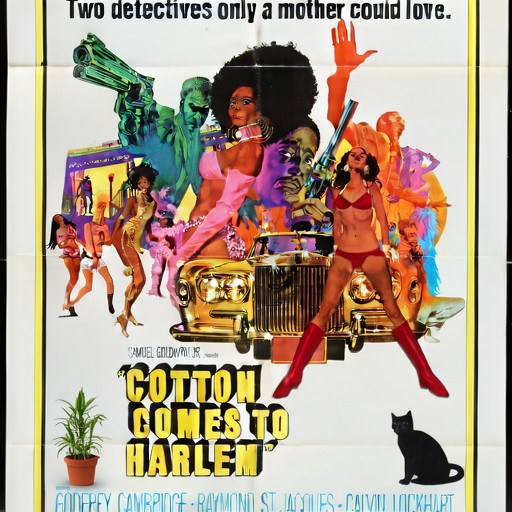 Two detectives only a mother could love.
SAMUEL GOLDWYN, JR.
"COTTON
COMES TO
HARLEM"
GODFREY CAMBRIDGE • RAYMOND ST. JACQUES • CALVIN LOCKHART